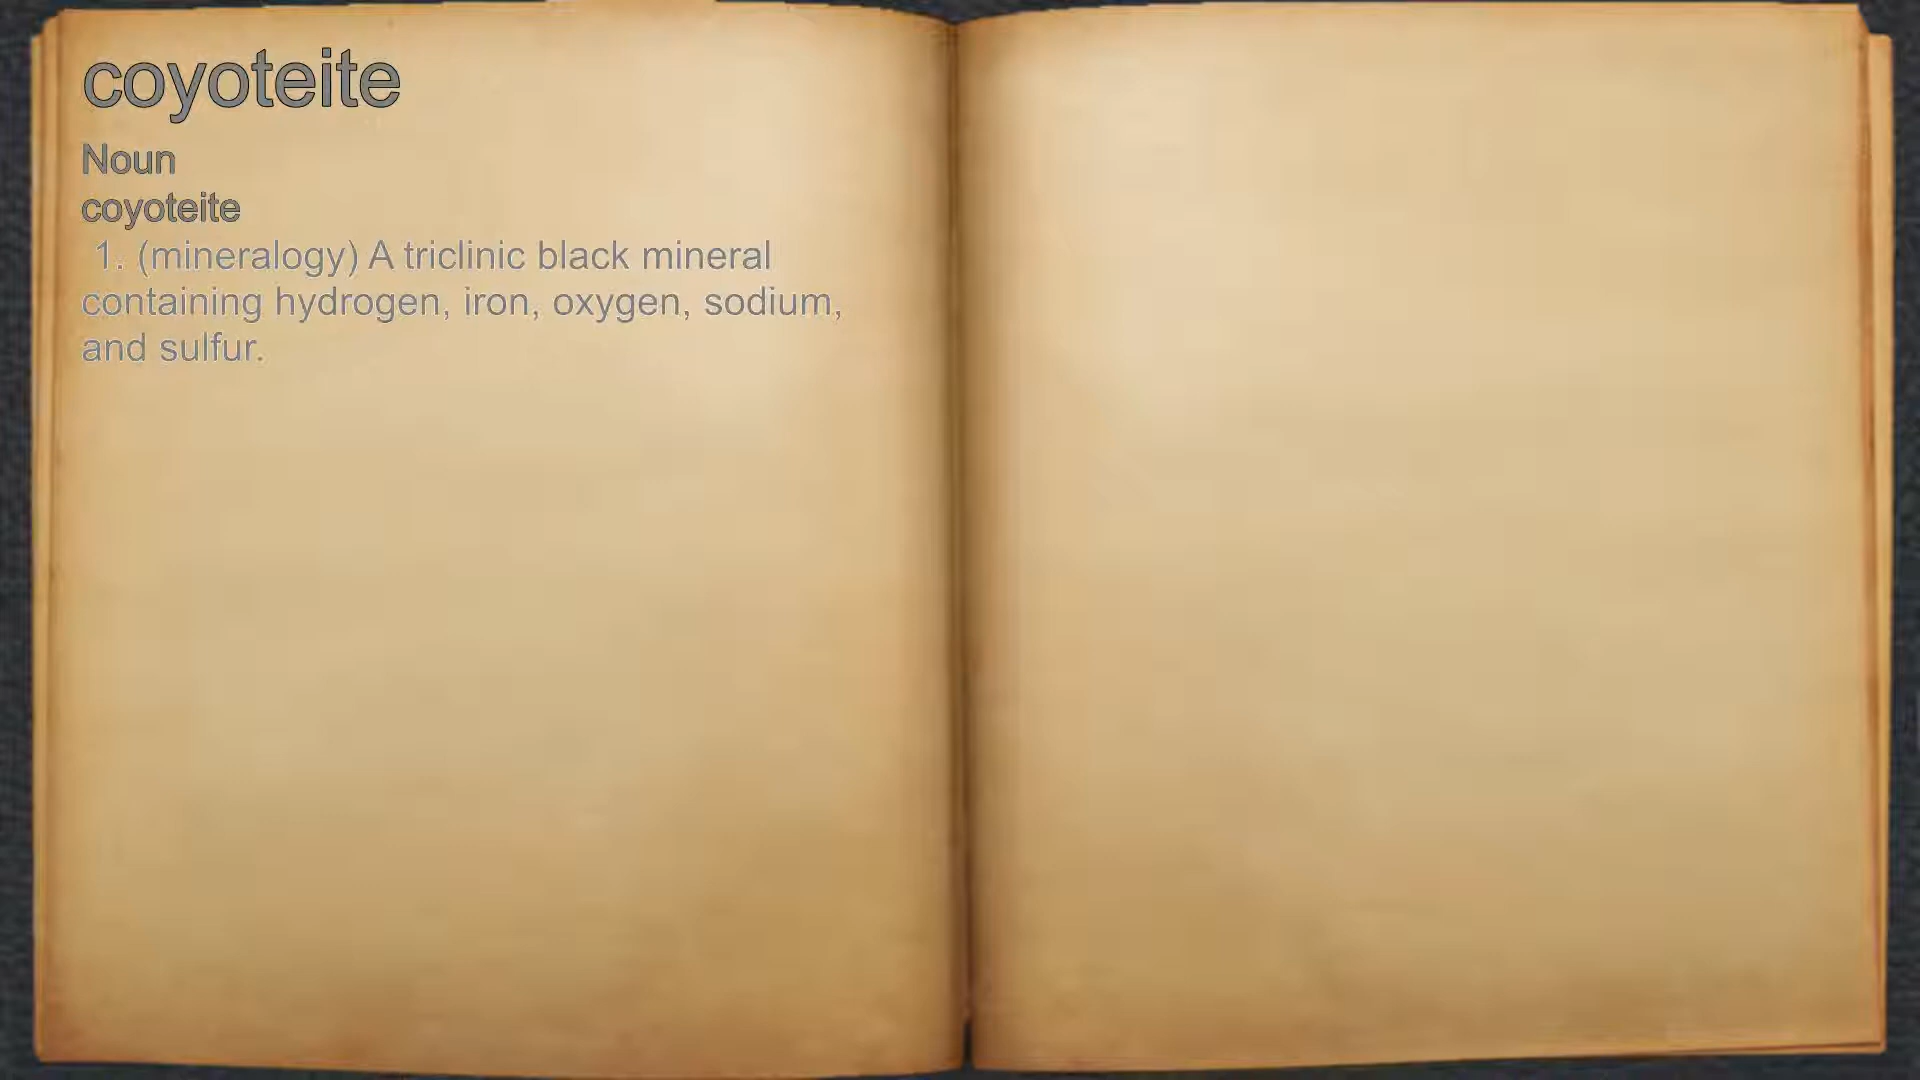 coyoteite
Noun
coyoteite
1. (mineralogy) A triclinic black mineral
containing hydrogen, iron, oxygen, sodium,
and sulfur.